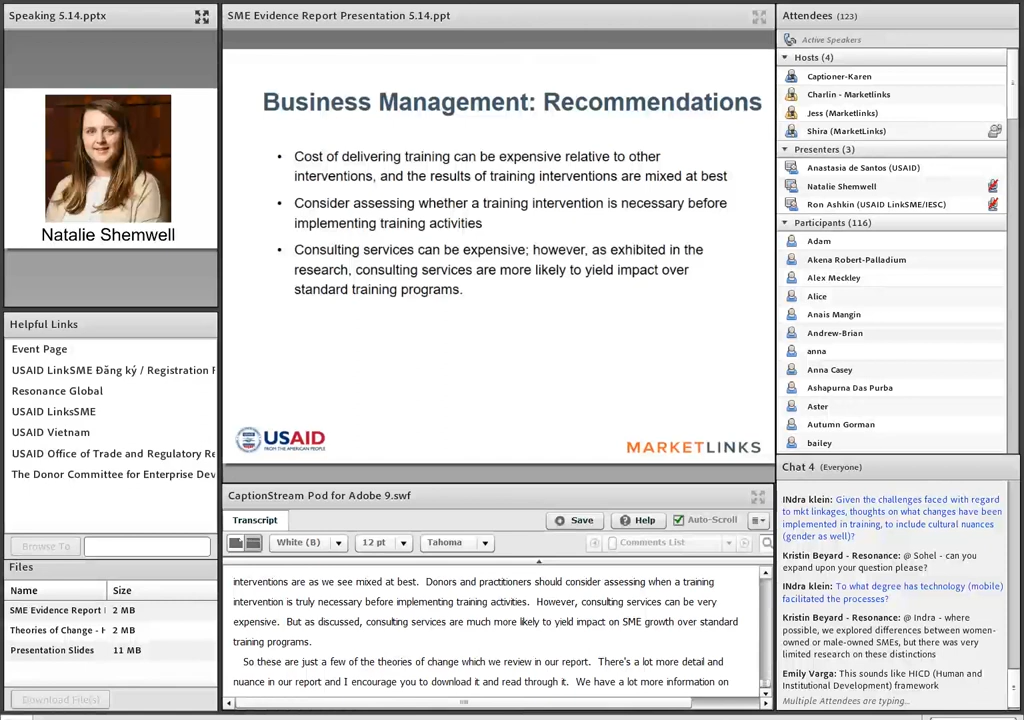 Speaking 5.14.pptx
Natalie Shemwell
Helpful Links
Event Page
USAID LinkSME Đăng ký / Registration F
Resonance Global
USAID LinksSME
USAID Vietnam
USAID Office of Trade and Regulatory Re
The Donor Committee for Enterprise Dev
Browse To
Files
Name Size
SME Evidence Report 2 MB
Theories of Change - H 2 MB
Presentation Slides 11 MB
Download File(s)
SME Evidence Report Presentation 5.14.ppt
Business Management: Recommendations
• Cost of delivering training can be expensive relative to other
interventions, and the results of training interventions are mixed at best
• Consider assessing whether a training intervention is necessary before
implementing training activities
• Consulting services can be expensive; however, as exhibited in the
research, consulting services are more likely to yield impact over
standard training programs.
USAID
FROM THE AMERICAN PEOPLE
MARKETLINKS
CaptionStream Pod for Adobe 9.swf
Transcript Save Help Auto-Scroll
White (B) 12 pt Tahoma Comments List
interventions are as we see mixed at best. Donors and practitioners should consider assessing when a training
intervention is truly necessary before implementing training activities. However, consulting services can be very
expensive. But as discussed, consulting services are much more likely to yield impact on SME growth over standard
training programs.
So these are just a few of the theories of change which we review in our report. There's a lot more detail and
nuance in our report and I encourage you to download it and read through it. We have a lot more information on
Attendees (123)
Active Speakers
Hosts (4)
Captioner-Karen
Charlin - Marketlinks
Jess (Marketlinks)
Shira (MarketLinks)
Presenters (3)
Anastasia de Santos (USAID)
Natalie Shemwell
Ron Ashkin (USAID LinkSME/IESC)
Participants (116)
Adam
Akena Robert-Palladium
Alex Meckley
Alice
Anais Mangin
Andrew-Brian
anna
Anna Casey
Ashapurna Das Purba
Aster
Autumn Gorman
bailey
Chat 4 (Everyone)
INdra klein: Given the challenges faced with regard
to mkt linkages, thoughts on what changes have been
implemented in training, to include cultural nuances
(gender as well)?
Kristin Beyard - Resonance: @ Sohel - can you
expand upon your question please?
INdra klein: To what degree has technology (mobile)
facilitated the processes?
Kristin Beyard - Resonance: @ Indra - where
possible, we explored differences between women-
owned or male-owned SMEs, but there was very
limited research on these distinctions
Emily Varga: This sounds like HICD (Human and
Institutional Development) framework
Multiple Attendees are typing...